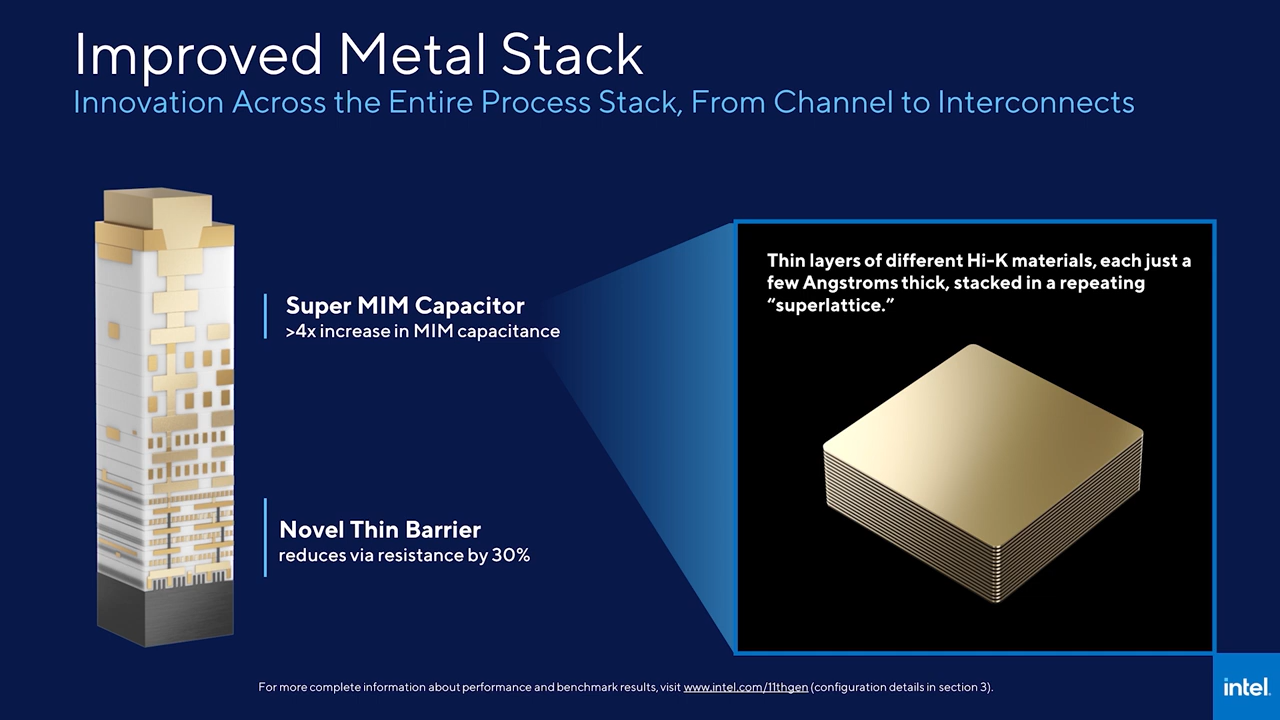 Improved Metal Stack
Innovation Across the Entire Process Stack, From Channel to Interconnects
Super MIM Capacitor
>4x increase in MIM capacitance
Novel Thin Barrier
reduces via resistance by 30%
Thin layers of different Hi-K materials, each just a
few Angstroms thick, stacked in a repeating
“superlattice.”
For more complete information about performance and benchmark results, visit www.intel.com/11thgen (configuration details in section 3).
intel.